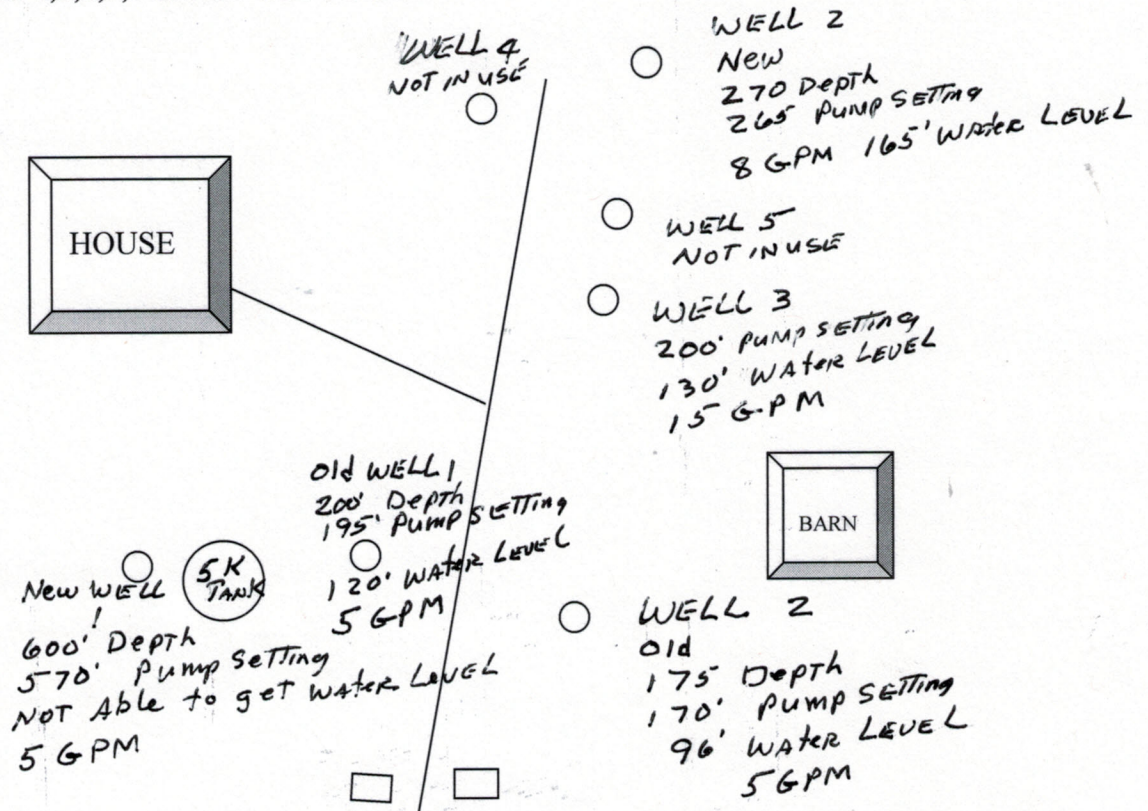 WELL 4
NOT IN USE
WELL 2
New
270 Depth
265 Pump Setting
8 GPM 165' Water Level
HOUSE
WELL 5
NOT IN USE
WELL 3
200' Pump Setting
130' Water Level
15 G-PM
Old WELL 1
200' Depth
195' Pump Setting
120' Water Level
5 GPM
BARN
5K
TANK
New WELL
!
600' Depth
570' Pump Setting
NOT Able to get Water Level
5 GPM
WELL 2
Old
175 Depth
170' Pump Setting
96' Water Level
5 GPM